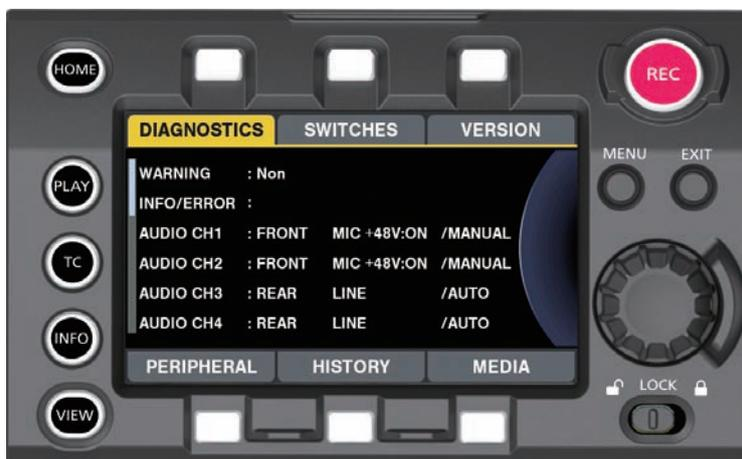 HOME
REC
DIAGNOSTICS SWITCHES VERSION
MENU EXIT
WARNING : Non
PLAY
INFO/ERROR :
AUDIO CH1 : FRONT MIC +48V:ON /MANUAL
TC
AUDIO CH2 : FRONT MIC +48V:ON /MANUAL
AUDIO CH3 : REAR LINE /AUTO
INFO
AUDIO CH4 : REAR LINE /AUTO
PERIPHERAL HISTORY MEDIA
LOCK
VIEW